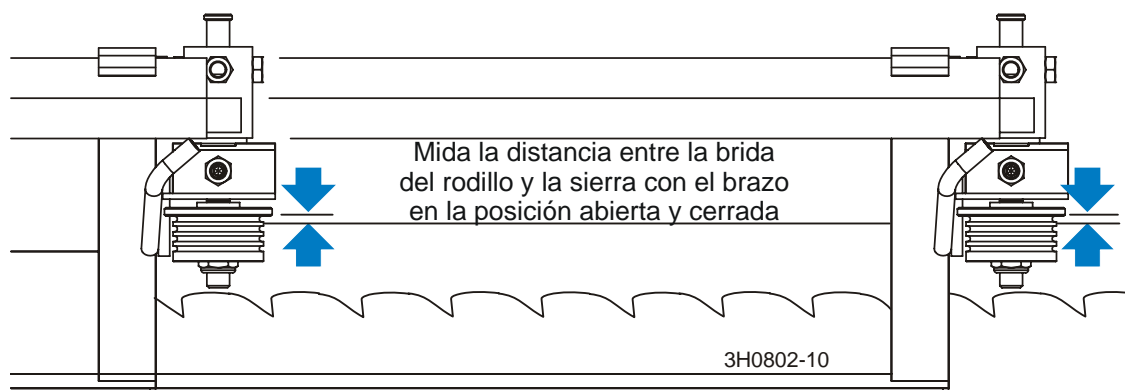 Mida la distancia entre la brida
del rodillo y la sierra con el brazo
en la posición abierta y cerrada
3H0802-10